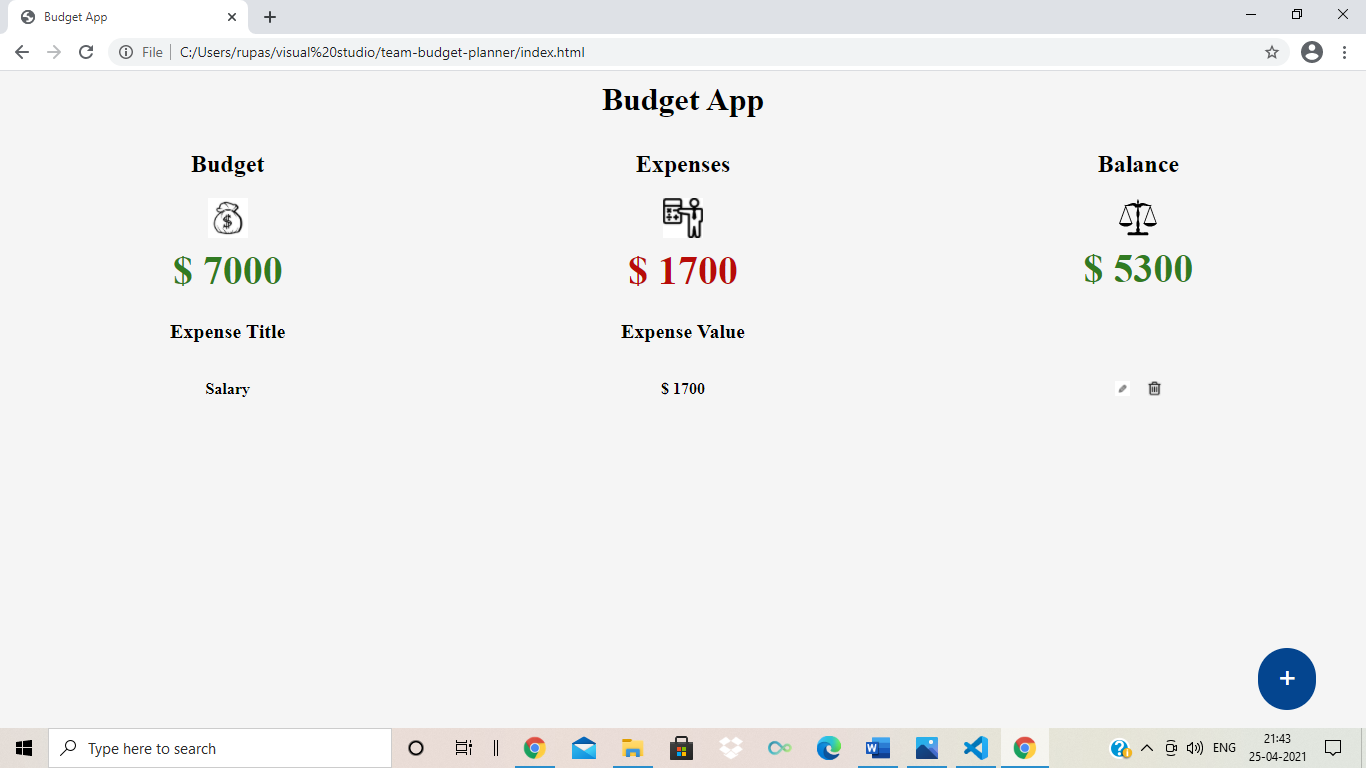 Budget App
File
C:/Users/rupas/visual%20studio/team-budget-planner/index.html
Budget App
Budget
Expenses
Balance
$ 7000
$ 1700
$ 5300
Expense Title
Expense Value
Salary
$ 1700
+
Type here to search
ENG
21:43
25-04-2021